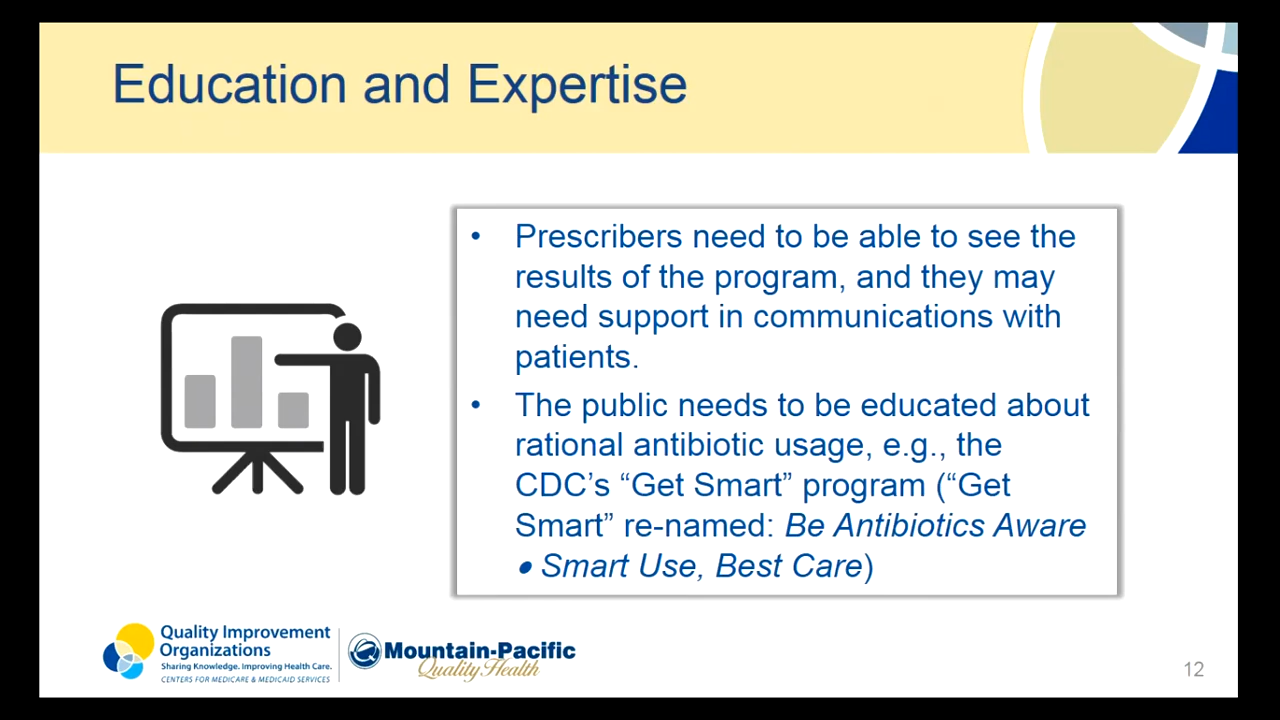 Education and Expertise
• Prescribers need to be able to see the
results of the program, and they may
need support in communications with
patients.
• The public needs to be educated about
rational antibiotic usage, e.g., the
CDC’s “Get Smart” program (“Get
Smart” re-named: Be Antibiotics Aware
● Smart Use, Best Care)
Quality Improvement
Organizations
Sharing Knowledge. Improving Health Care.
CENTERS FOR MEDICARE & MEDICAID SERVICES
Mountain-Pacific
Quality Health
12